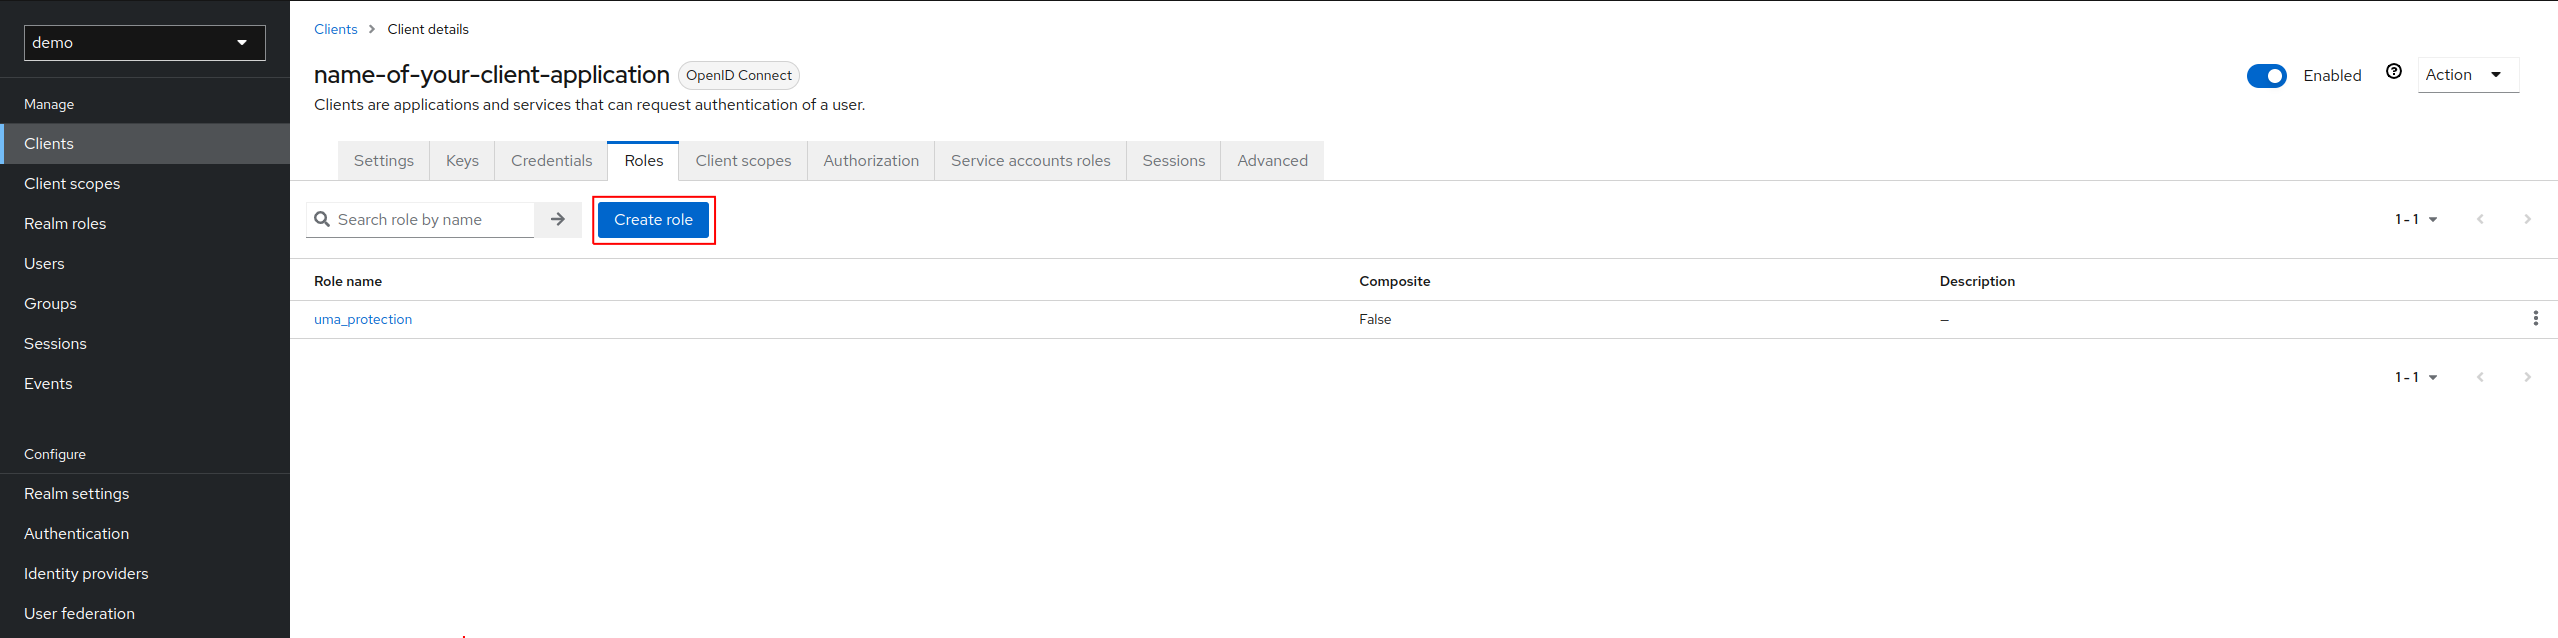 demo
Manage
Clients
Client scopes
Realm roles
Users
Groups
Sessions
Events
Configure
Realm settings
Authentication
Identity providers
User federation
Clients > Client details
name-of-your-client-application OpenID Connect
Clients are applications and services that can request authentication of a user.
Enabled Action
Settings Keys Credentials Roles Client scopes Authorization Service accounts roles Sessions Advanced
Search role by name Create role 1 - 1
Role name Composite Description
uma_protection False —
1 - 1